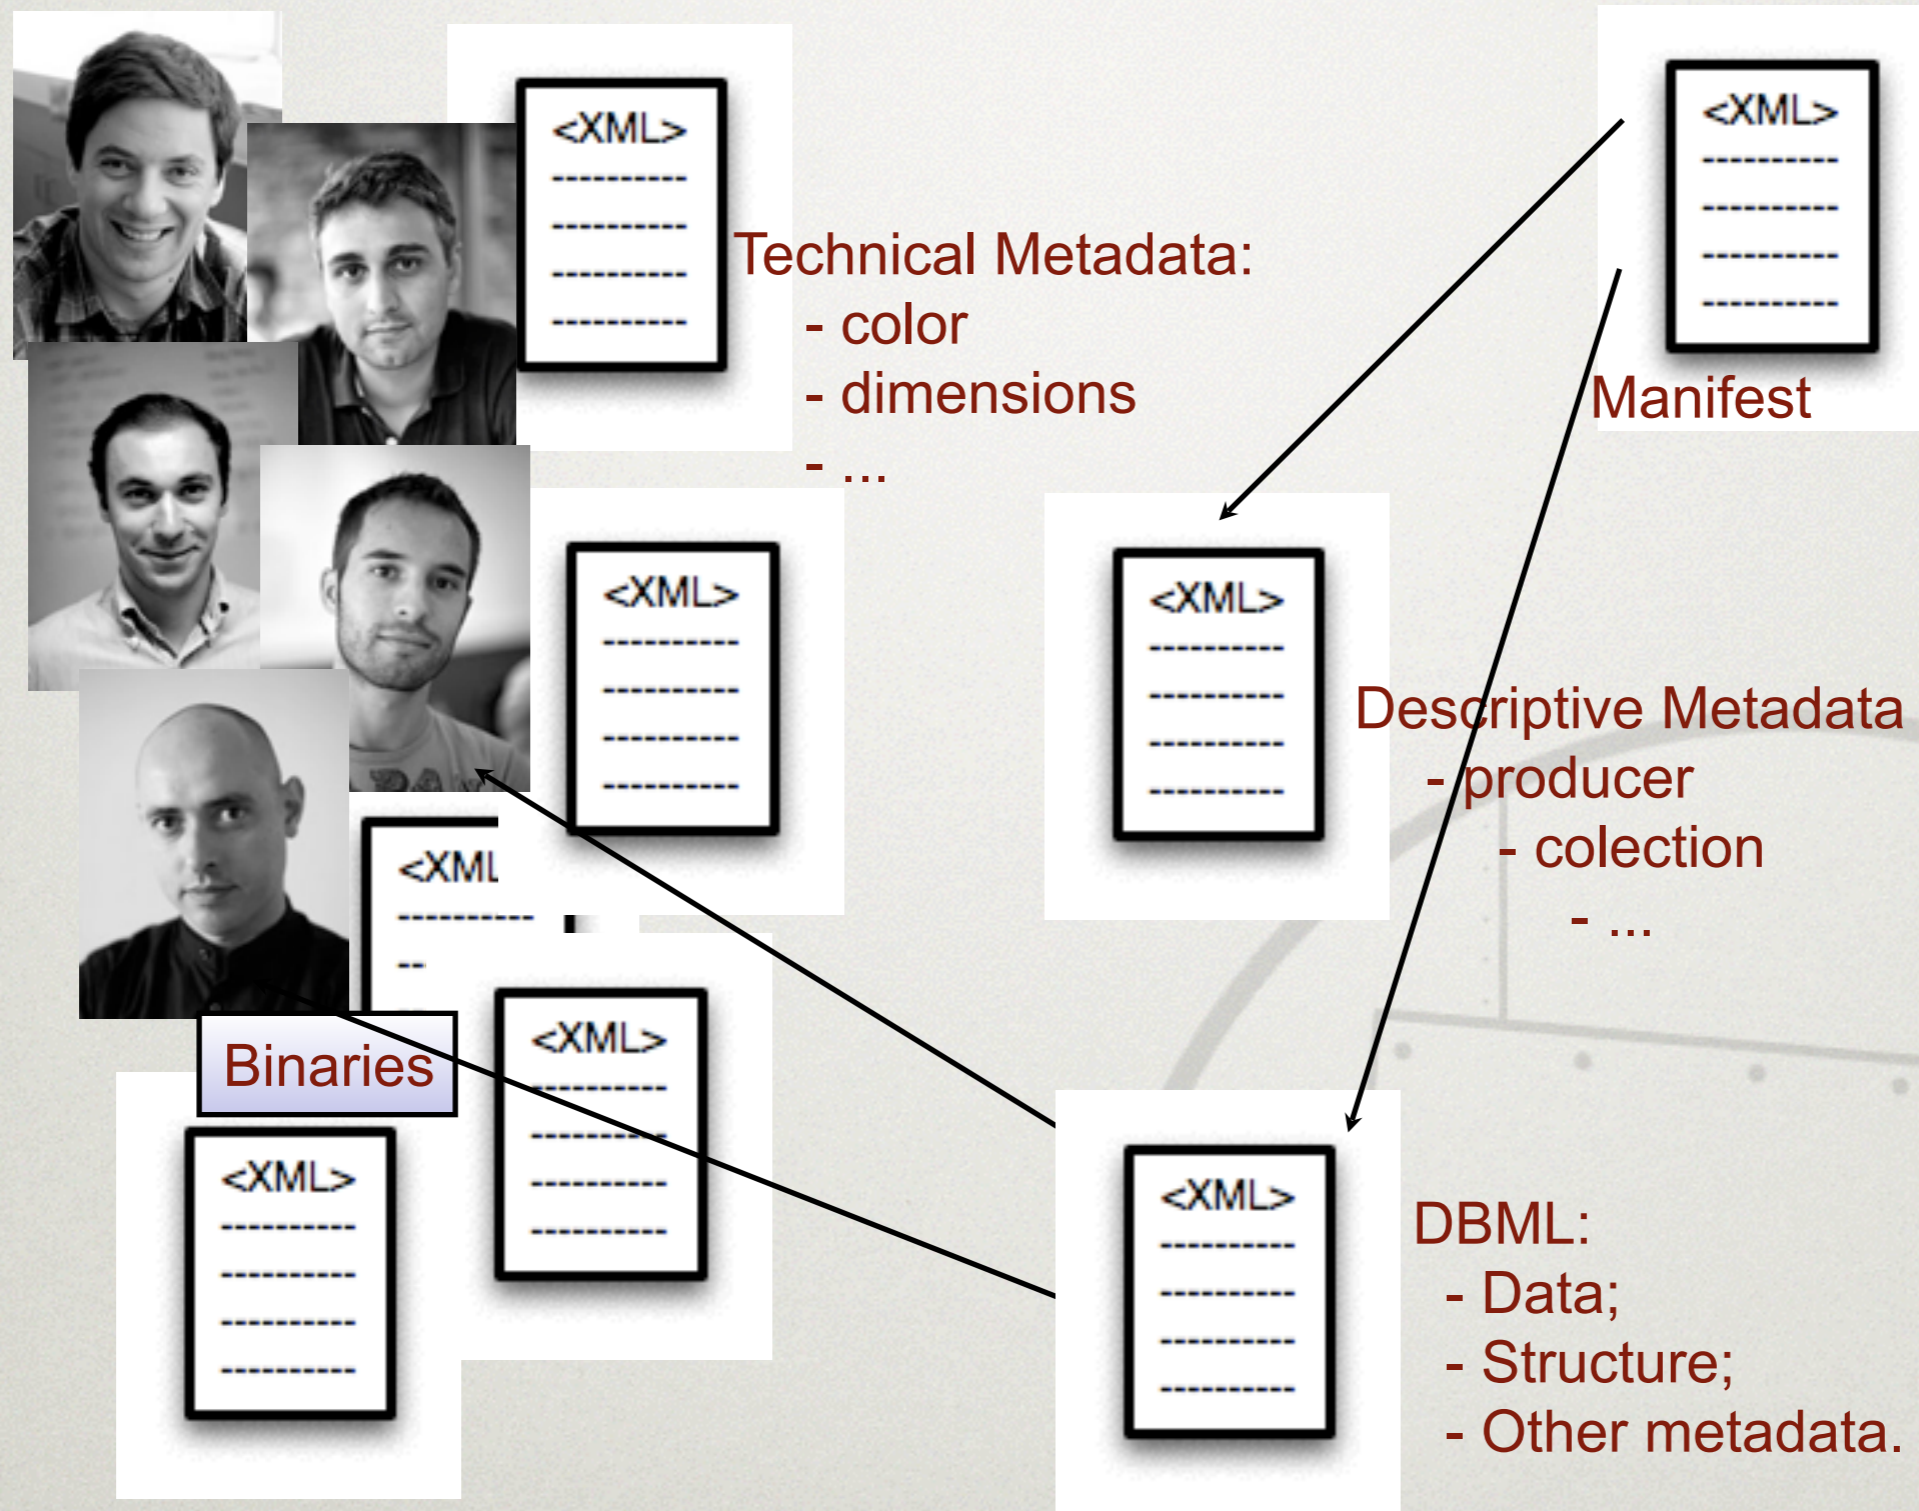 <XML>
Technical Metadata:
- color
- dimensions
- ...
<XML>
Manifest
<XML>
<XML>
Descriptive Metadata
- producer
- colection
- ...
<XML
Binaries
<XML>
<XML>
<XML>
DBML:
- Data;
- Structure;
- Other metadata.